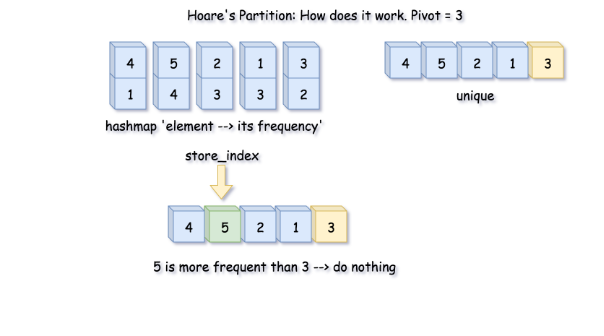 Hoare's Partition: How does it work. Pivot = 3
4 5 2 1 3
1 4 3 3 2
hashmap 'element --> its frequency'
4 5 2 1 3
unique
store_index
4 5 2 1 3
5 is more frequent than 3 --> do nothing